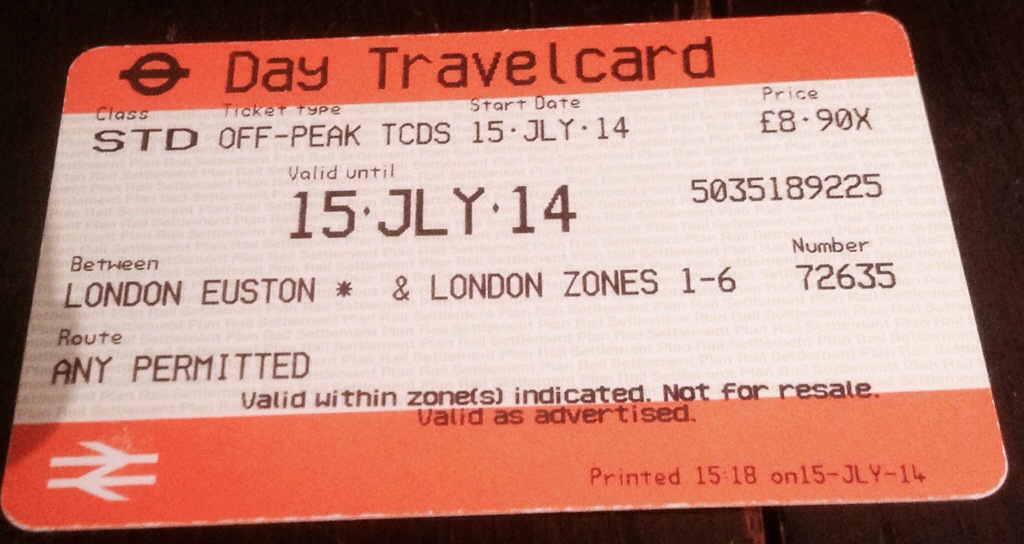 Day Travelcard
Class Ticket type Start Date Price
STD OFF-PEAK TCDS 15·JLY·14 £8·90X
Valid until
15·JLY·14 5035189225
Between Number
LONDON EUSTON * & LONDON ZONES 1-6 72635
Route
ANY PERMITTED
Valid within zone(s) indicated. Not for resale.
Valid as advertised.
Printed 15:18 on15-JLY-14